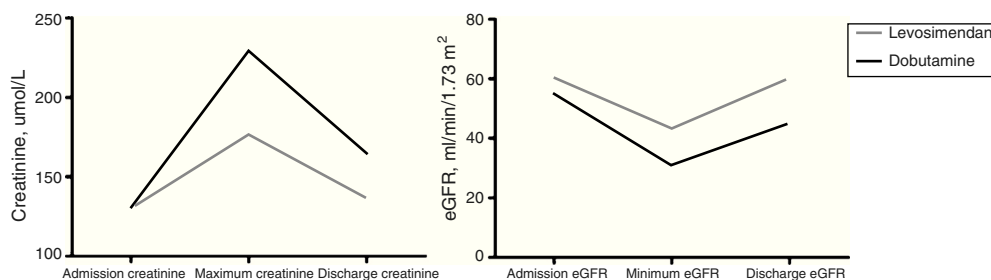 Creatinine, umol/L
250
200
150
100
Admission creatinine Maximum creatinine Discharge creatinine
eGFR, ml/min/1.73 m²
80
60
40
20
0
Admission eGFR Minimum eGFR Discharge eGFR
Levosimendan
Dobutamine